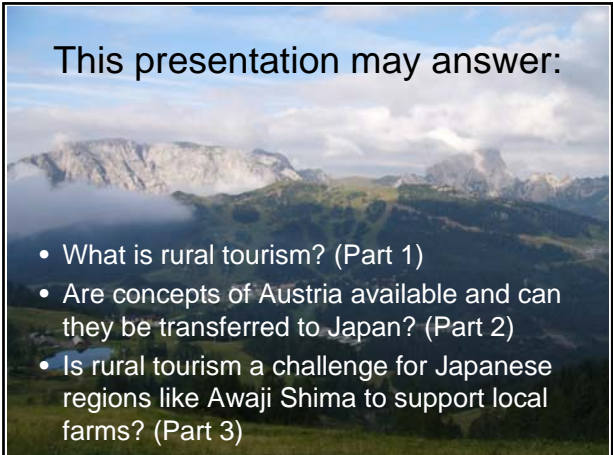 This presentation may answer:
• What is rural tourism? (Part 1)
• Are concepts of Austria available and can
they be transferred to Japan? (Part 2)
• Is rural tourism a challenge for Japanese
regions like Awaji Shima to support local
farms? (Part 3)